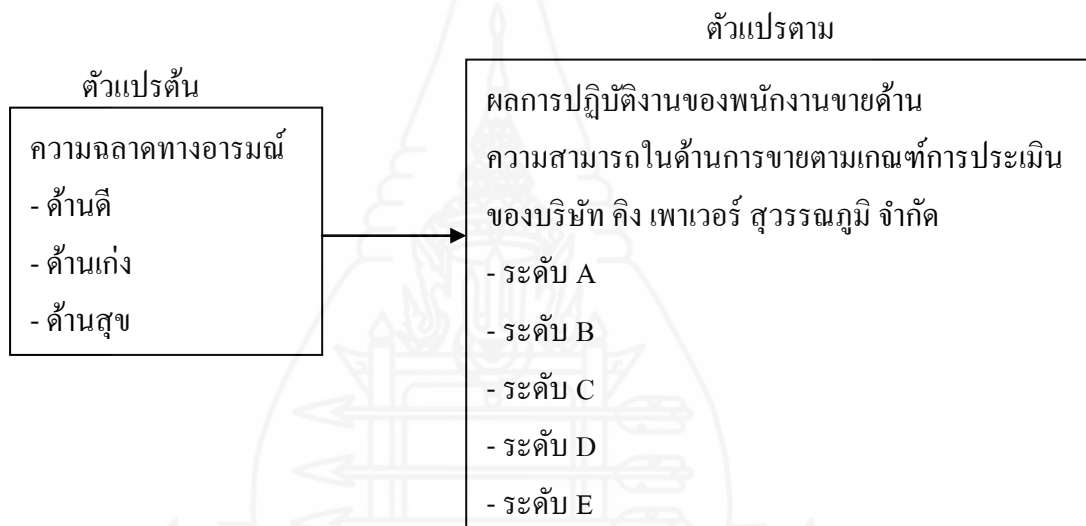 ตัวแปรต้น
ความฉลาดทางอารมณ์
- ด้านดี
- ด้านเก่ง
- ด้านสุข
ตัวแปรตาม
ผลการปฏิบัติงานของพนักงานขายด้าน
ความสามารถในด้านการขายตามเกณฑ์การประเมิน
ของบริษัท คิง เพาเวอร์ สุวรรณภูมิ จำกัด
- ระดับ A
- ระดับ B
- ระดับ C
- ระดับ D
- ระดับ E